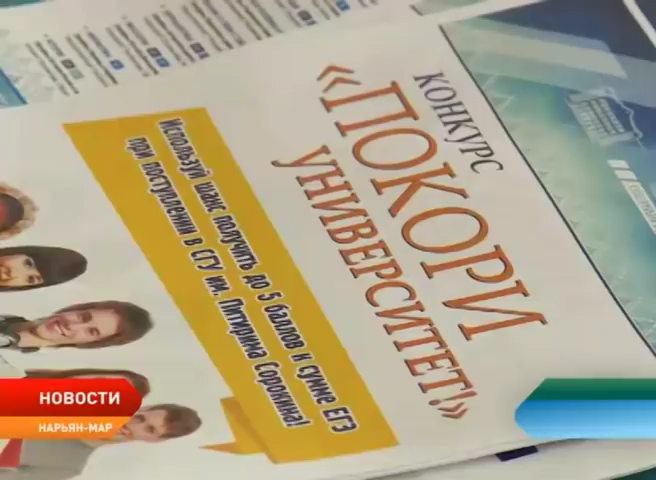 КОНКУРС
«ПОКОРИ
УНИВЕРСИТЕТ!»
Используй шанс получить до 5 баллов к сумме ЕГЭ
при поступлении в СГУ им. Питирима Сорокина!
НОВОСТИ
НАРЬЯН-МАР